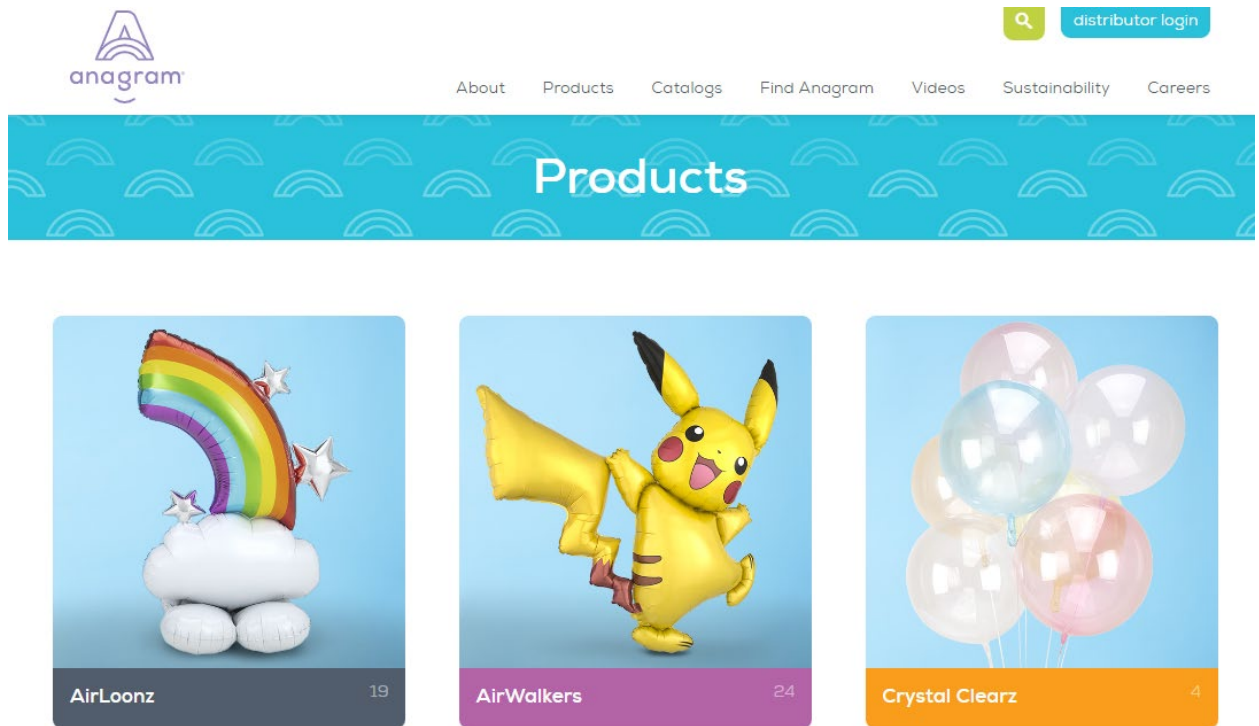 distributor login
anagram
About Products Catalogs Find Anagram Videos Sustainability Careers
Products
AirLoonz 19
AirWalkers 24
Crystal Clearz 4